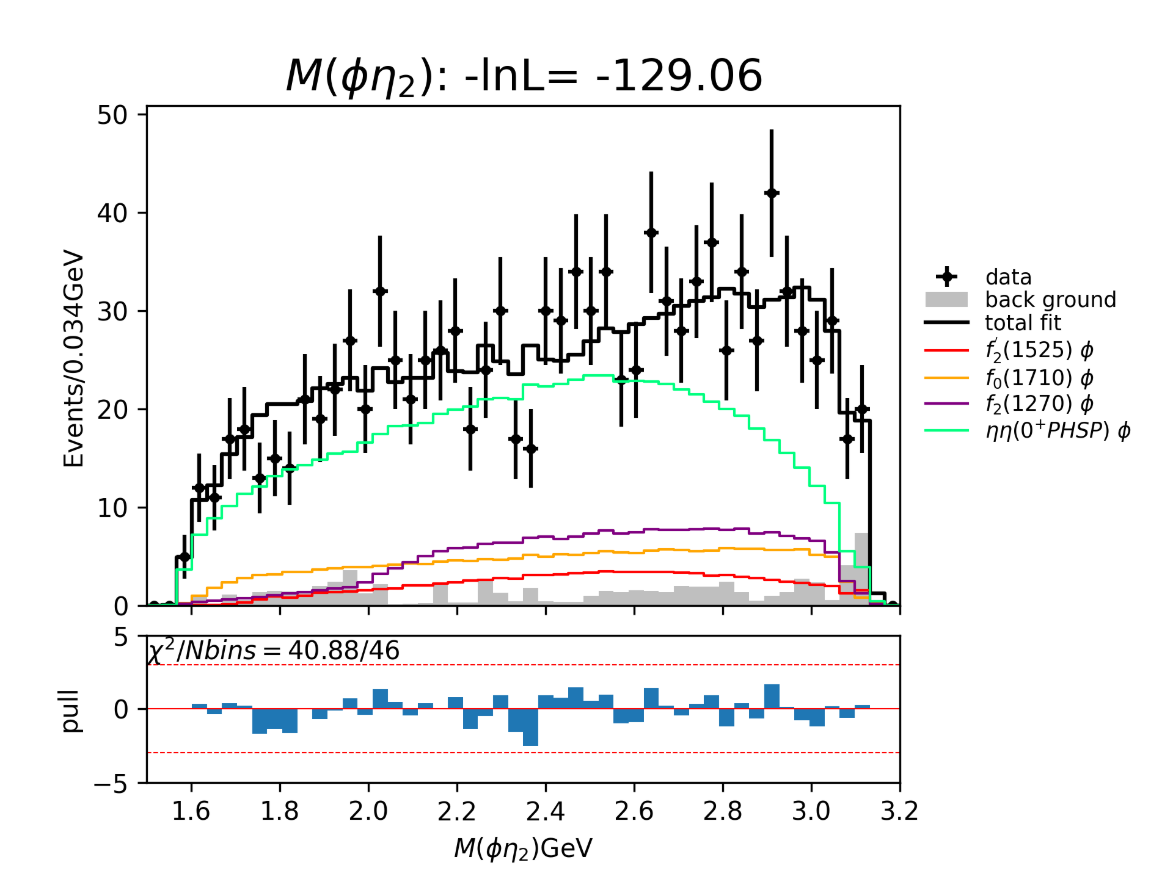 M(ϕη₂): -lnL= -129.06
50
40
30
20
10
0
Events/0.034GeV
data
back ground
total fit
f₂′(1525) ϕ
f₀(1710) ϕ
f₂(1270) ϕ
ηη(0⁺PHSP) ϕ
χ²/Nbins = 40.88/46
5
0
−5
pull
1.6 1.8 2.0 2.2 2.4 2.6 2.8 3.0 3.2
M(ϕη₂)GeV